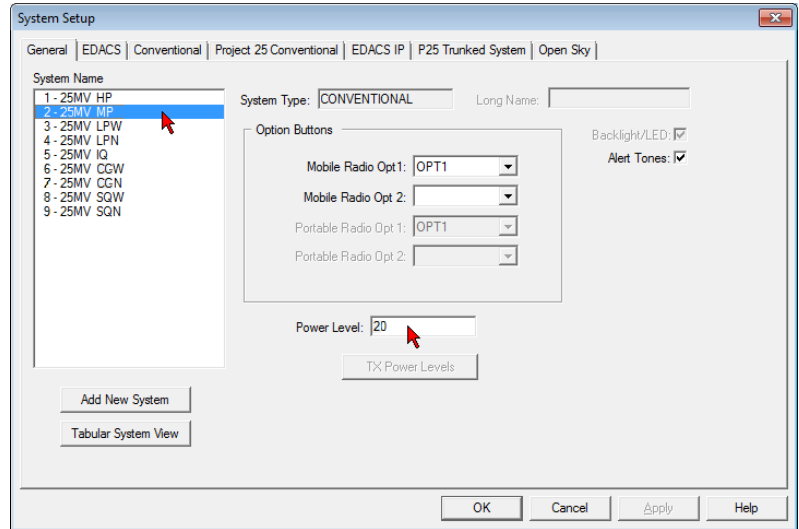 System Setup
General EDACS Conventional Project 25 Conventional EDACS IP P25 Trunked System Open Sky
System Name
1 - 25MV HP
2 - 25MV MP
3 - 25MV LPW
4 - 25MV LPN
5 - 25MV IQ
6 - 25MV CGW
7 - 25MV CGN
8 - 25MV SQW
9 - 25MV SQN
Add New System
Tabular System View
System Type: CONVENTIONAL Long Name:
Option Buttons
Mobile Radio Opt1: OPT1
Mobile Radio Opt 2:
Portable Radio Opt 1: OPT1
Portable Radio Opt 2:
Backlight/LED:
Alert Tones:
Power Level: 20
TX Power Levels
OK Cancel Apply Help